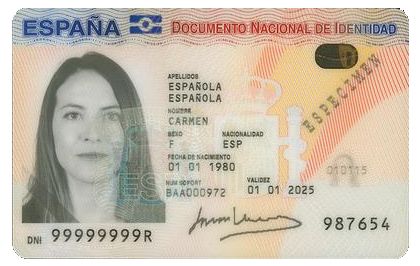 ESPAÑA DOCUMENTO NACIONAL DE IDENTIDAD
APELLIDOS
ESPAÑOLA
ESPAÑOLA
NOMBRE
CARMEN
SEXO NACIONALIDAD
F ESP
FECHA DE NACIMIENTO
01 01 1980
NUM SOPORT VALIDEZ
BAA000972 01 01 2025
ESPECIMEN
010115
DNI 99999999R
987654